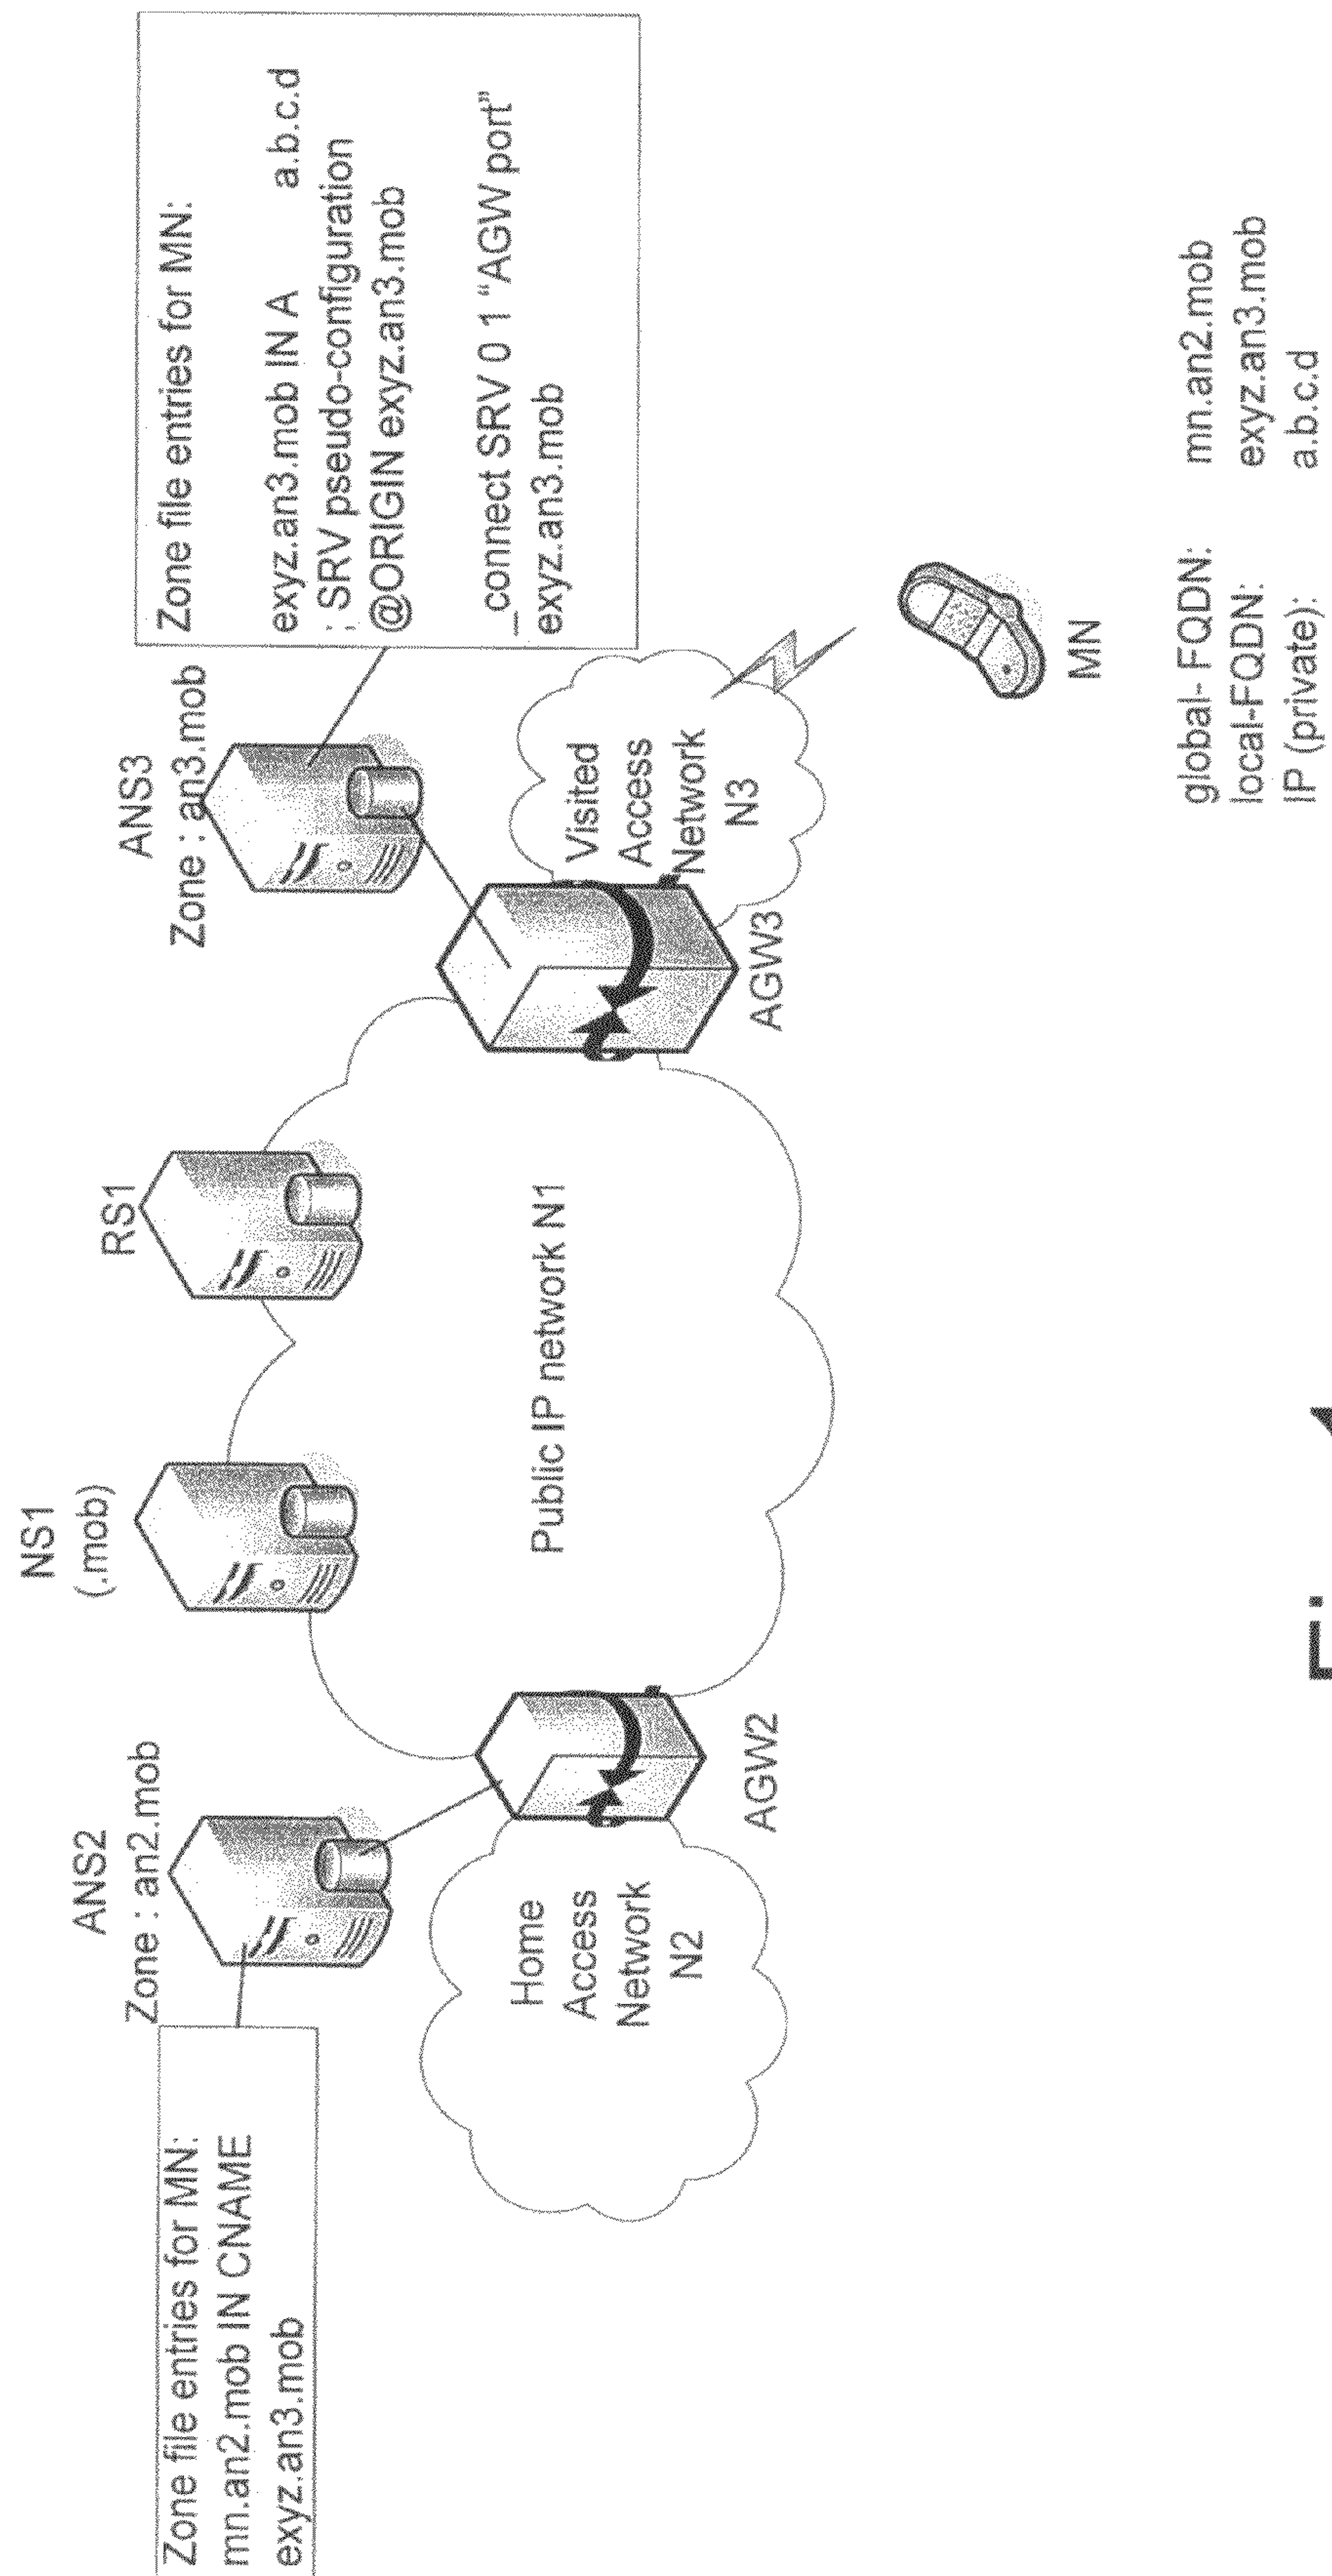 Zone file entries for MN:
mn.an2.mob IN CNAME
exyz.an3.mob
ANS2
Zone : an2.mob
NS1
(.mob)
RS1
ANS3
Zone : an3.mob
Zone file entries for MN:
exyz.an3.mob IN A a.b.c.d
; SRV pseudo-configuration
@ORIGIN exyz.an3.mob
_connect SRV 0 1 “AGW port”
exyz.an3.mob
Home
Access
Network
N2
AGW2
Public IP network N1
AGW3
Visited
Access
Network
N3
MN
global- FQDN: mn.an2.mob
local-FQDN: exyz.an3.mob
IP (private): a.b.c.d